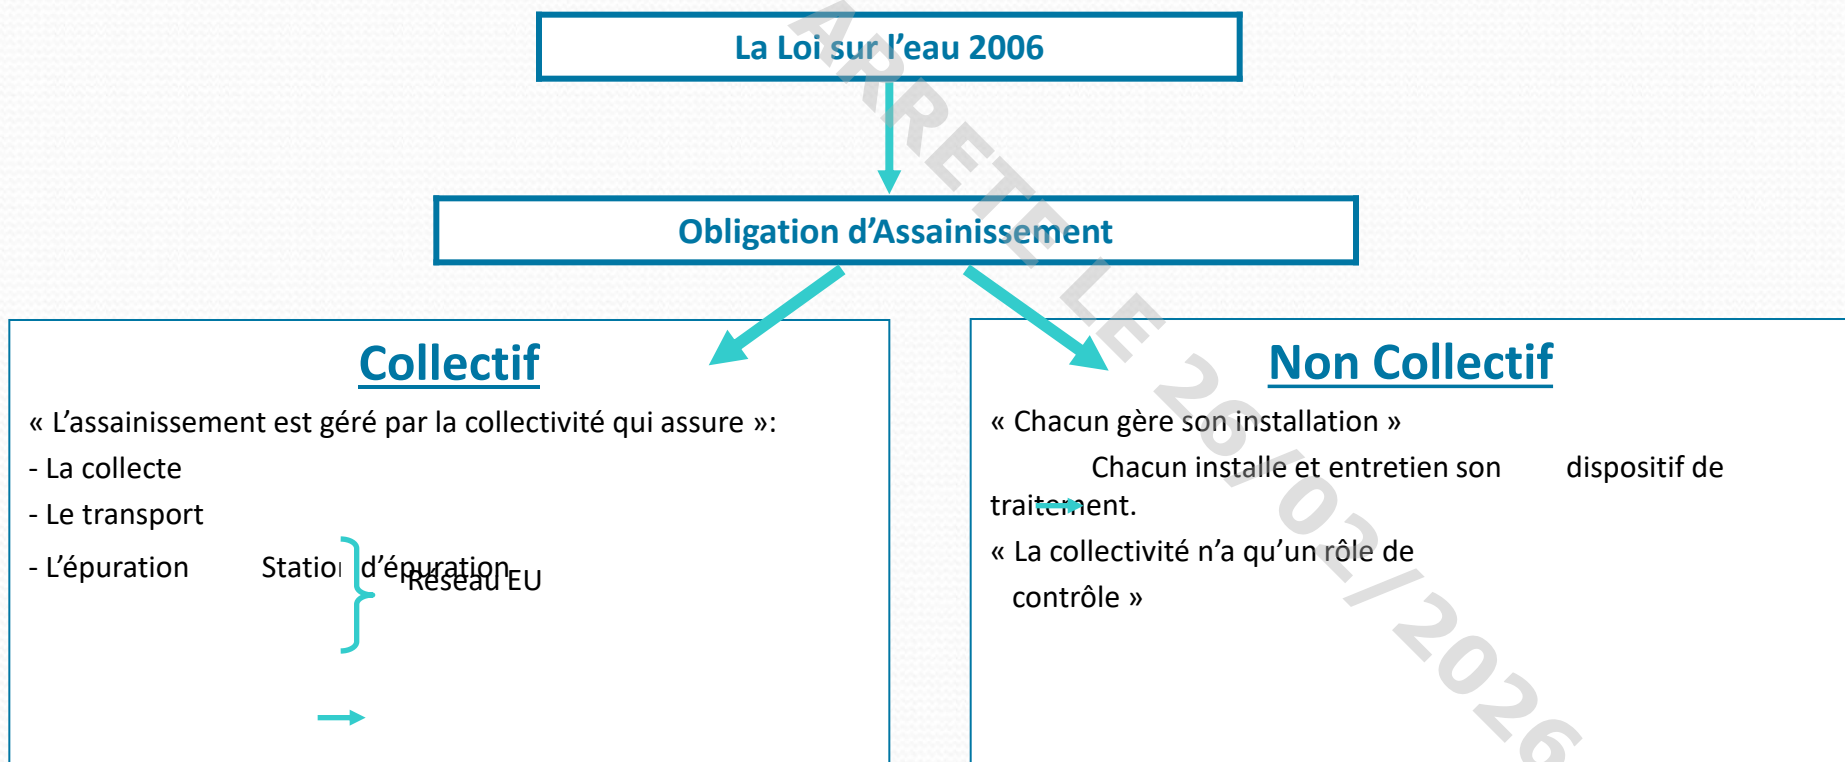 La Loi sur l’eau 2006
Obligation d’Assainissement
Collectif
« L’assainissement est géré par la collectivité qui assure »:
- La collecte
- Le transport
- L’épuration Station d’épuration
Réseau EU
Non Collectif
« Chacun gère son installation »
Chacun installe et entretien son dispositif de
traitement.
« La collectivité n’a qu’un rôle de
contrôle »
ARRETE LE 26/02/2026